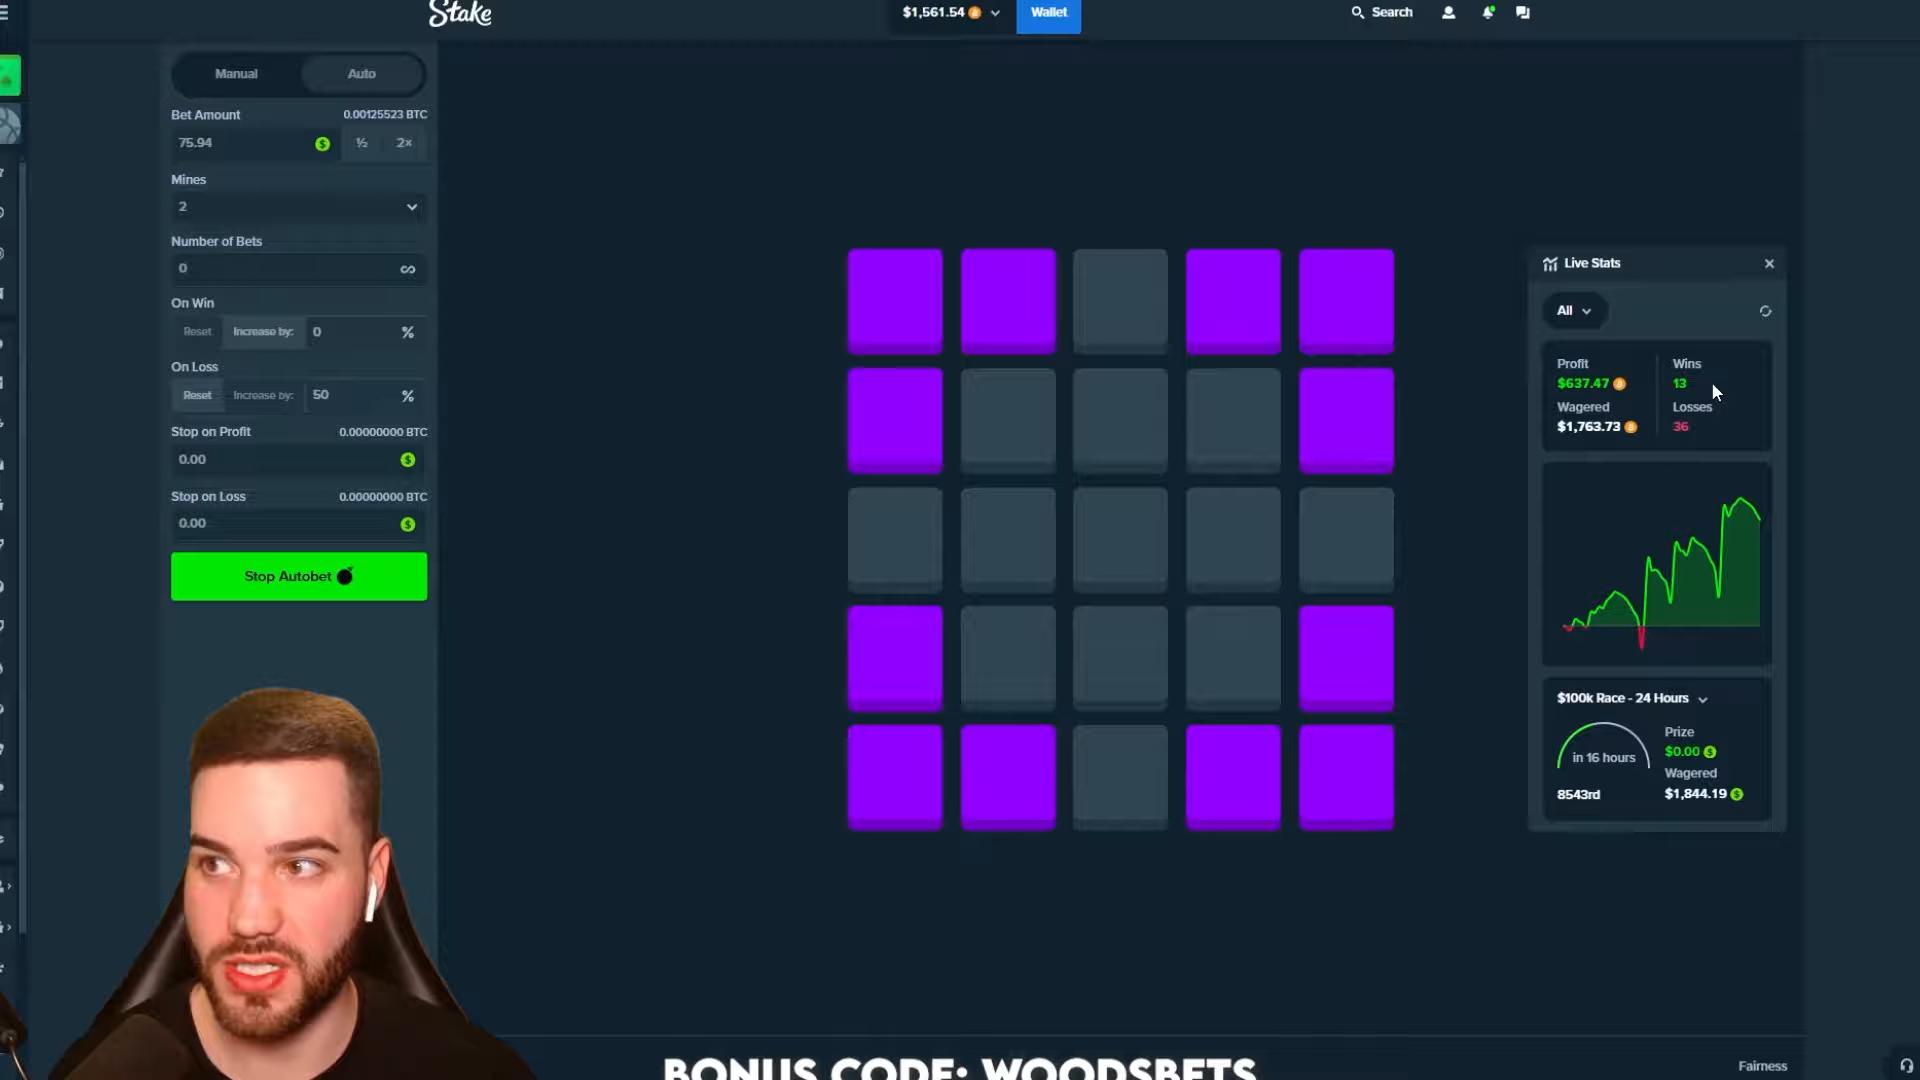 Stake
$1,561.54
Wallet
Search
Manual
Auto
Bet Amount
0.00125523 BTC
75.94
½
2×
Mines
2
Number of Bets
0
∞
On Win
Reset
Increase by:
0
%
On Loss
Reset
Increase by:
50
%
Stop on Profit
0.00000000 BTC
0.00
Stop on Loss
0.00000000 BTC
0.00
Stop Autobet
Live Stats
All
Profit
Wins
$637.47
13
Wagered
Losses
$1,763.73
36
$100k Race - 24 Hours
in 16 hours
Prize
$0.00
Wagered
8543rd
$1,844.19
BONUS CODE: WOODSBETS
Fairness